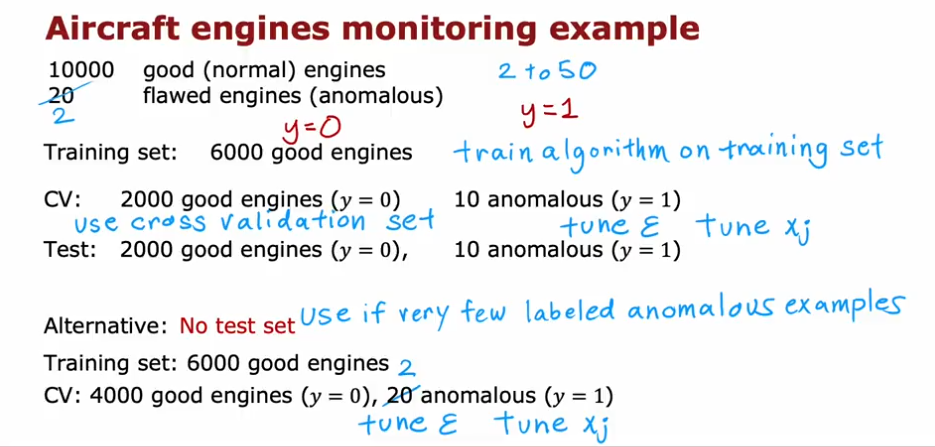 Aircraft engines monitoring example
10000 good (normal) engines 2 to 50
20 flawed engines (anomalous)
2 y=0 y=1
Training set: 6000 good engines train algorithm on training set
CV: 2000 good engines (y = 0) 10 anomalous (y = 1)
use cross validation set tune ε tune xj
Test: 2000 good engines (y = 0), 10 anomalous (y = 1)
Alternative: No test set use if very few labeled anomalous examples
Training set: 6000 good engines 2
CV: 4000 good engines (y = 0), 20 anomalous (y = 1)
tune ε tune xj